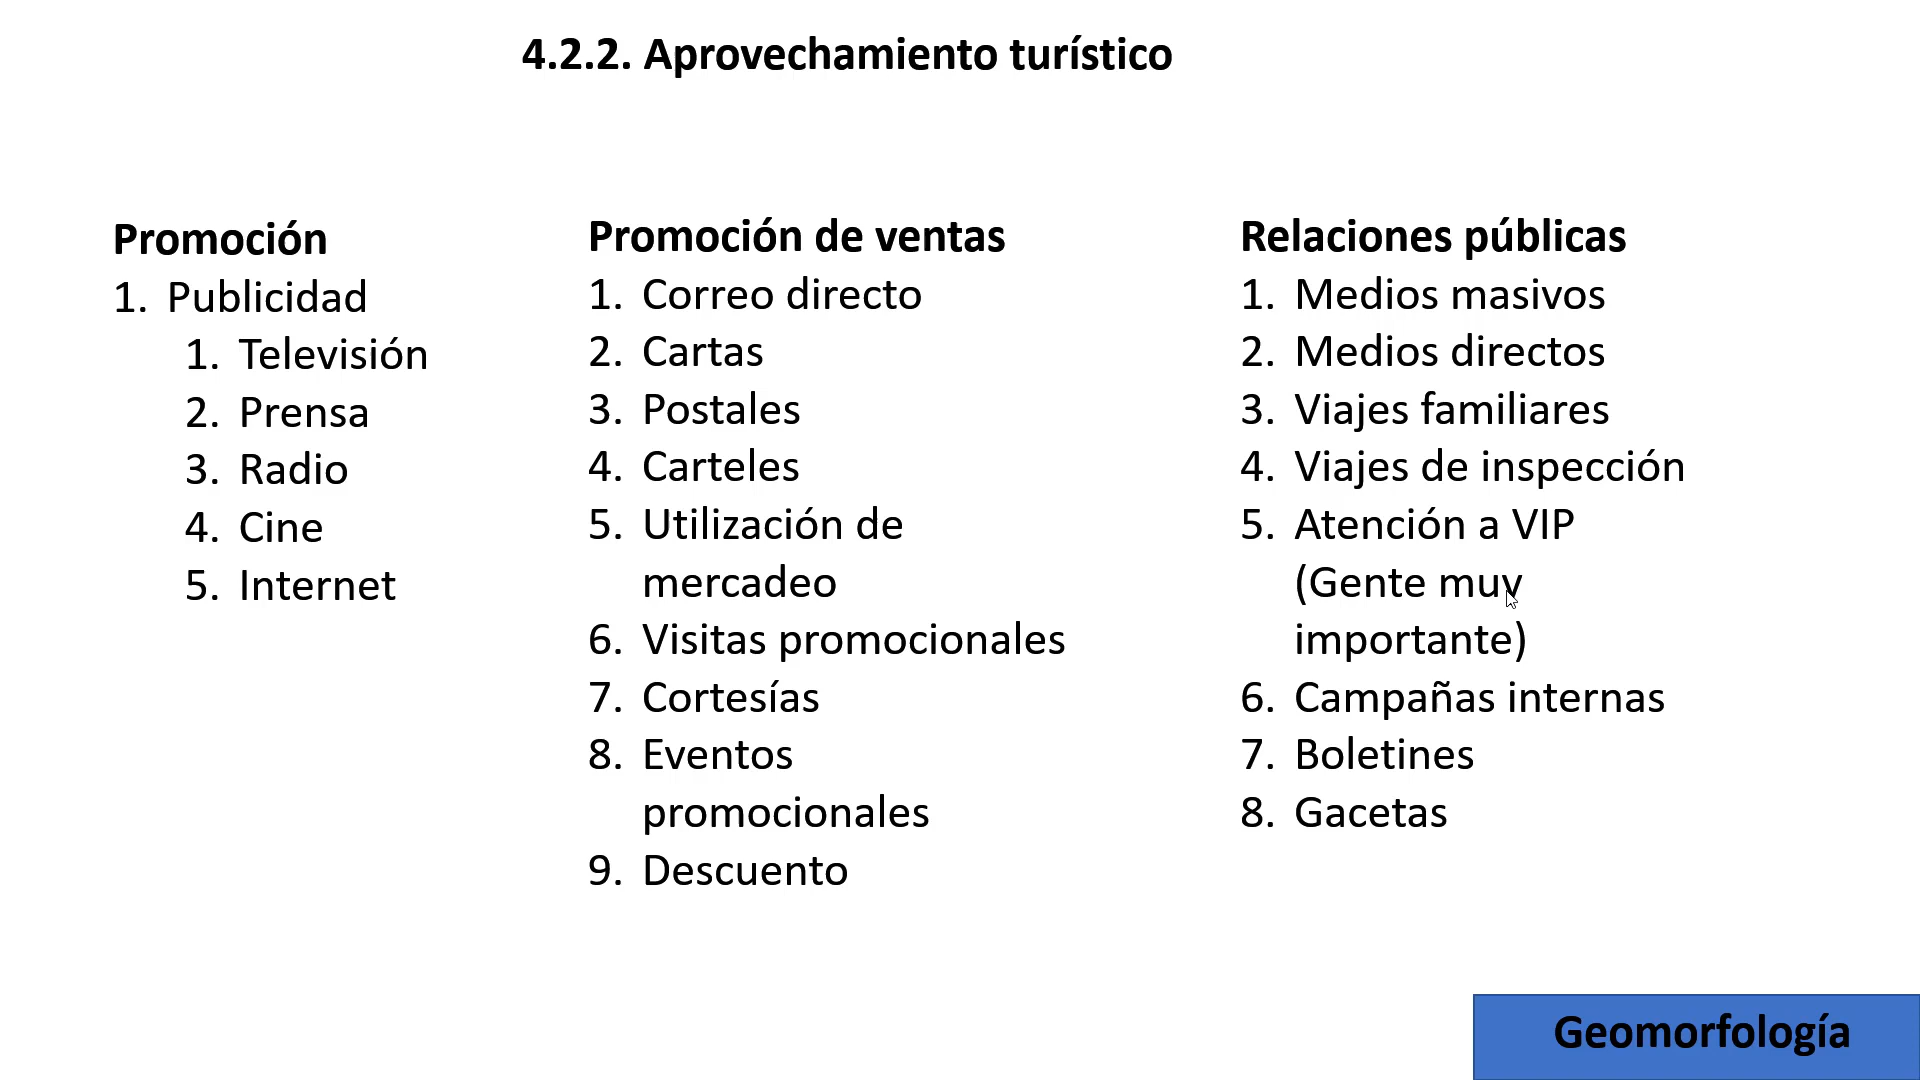 4.2.2. Aprovechamiento turístico
Promoción
1. Publicidad
1. Televisión
2. Prensa
3. Radio
4. Cine
5. Internet
Promoción de ventas
1. Correo directo
2. Cartas
3. Postales
4. Carteles
5. Utilización de
mercadeo
6. Visitas promocionales
7. Cortesías
8. Eventos
promocionales
9. Descuento
Relaciones públicas
1. Medios masivos
2. Medios directos
3. Viajes familiares
4. Viajes de inspección
5. Atención a VIP
(Gente muy
importante)
6. Campañas internas
7. Boletines
8. Gacetas
Geomorfología